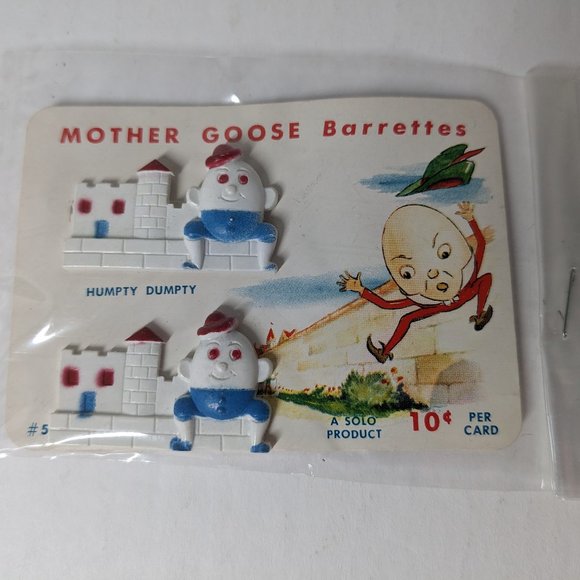 MOTHER GOOSE Barrettes
HUMPTY DUMPTY
#5
A SOLO
PRODUCT
10¢
PER
CARD